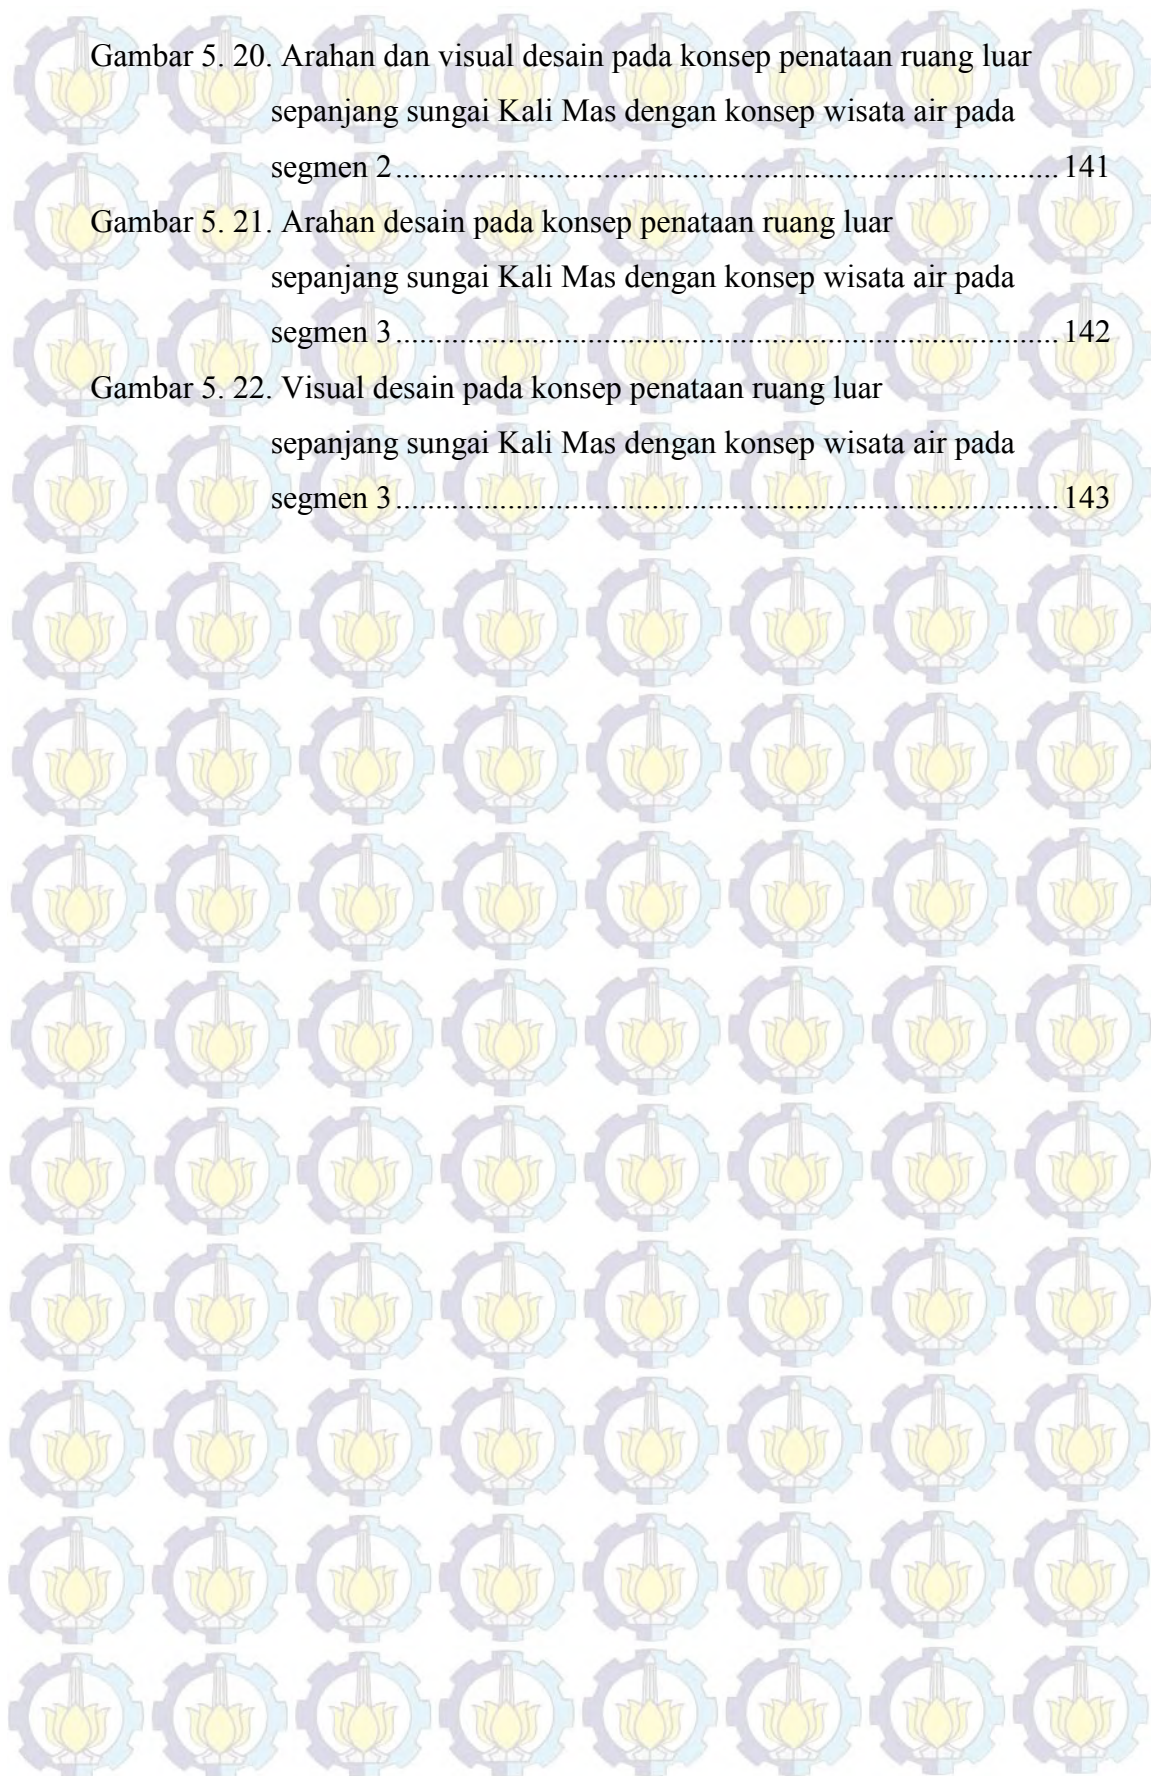 Gambar 5. 20. Arahan dan visual desain pada konsep penataan ruang luar
sepanjang sungai Kali Mas dengan konsep wisata air pada
segmen 2.................................................................................. 141
Gambar 5. 21. Arahan desain pada konsep penataan ruang luar
sepanjang sungai Kali Mas dengan konsep wisata air pada
segmen 3.................................................................................. 142
Gambar 5. 22. Visual desain pada konsep penataan ruang luar
sepanjang sungai Kali Mas dengan konsep wisata air pada
segmen 3.................................................................................. 143